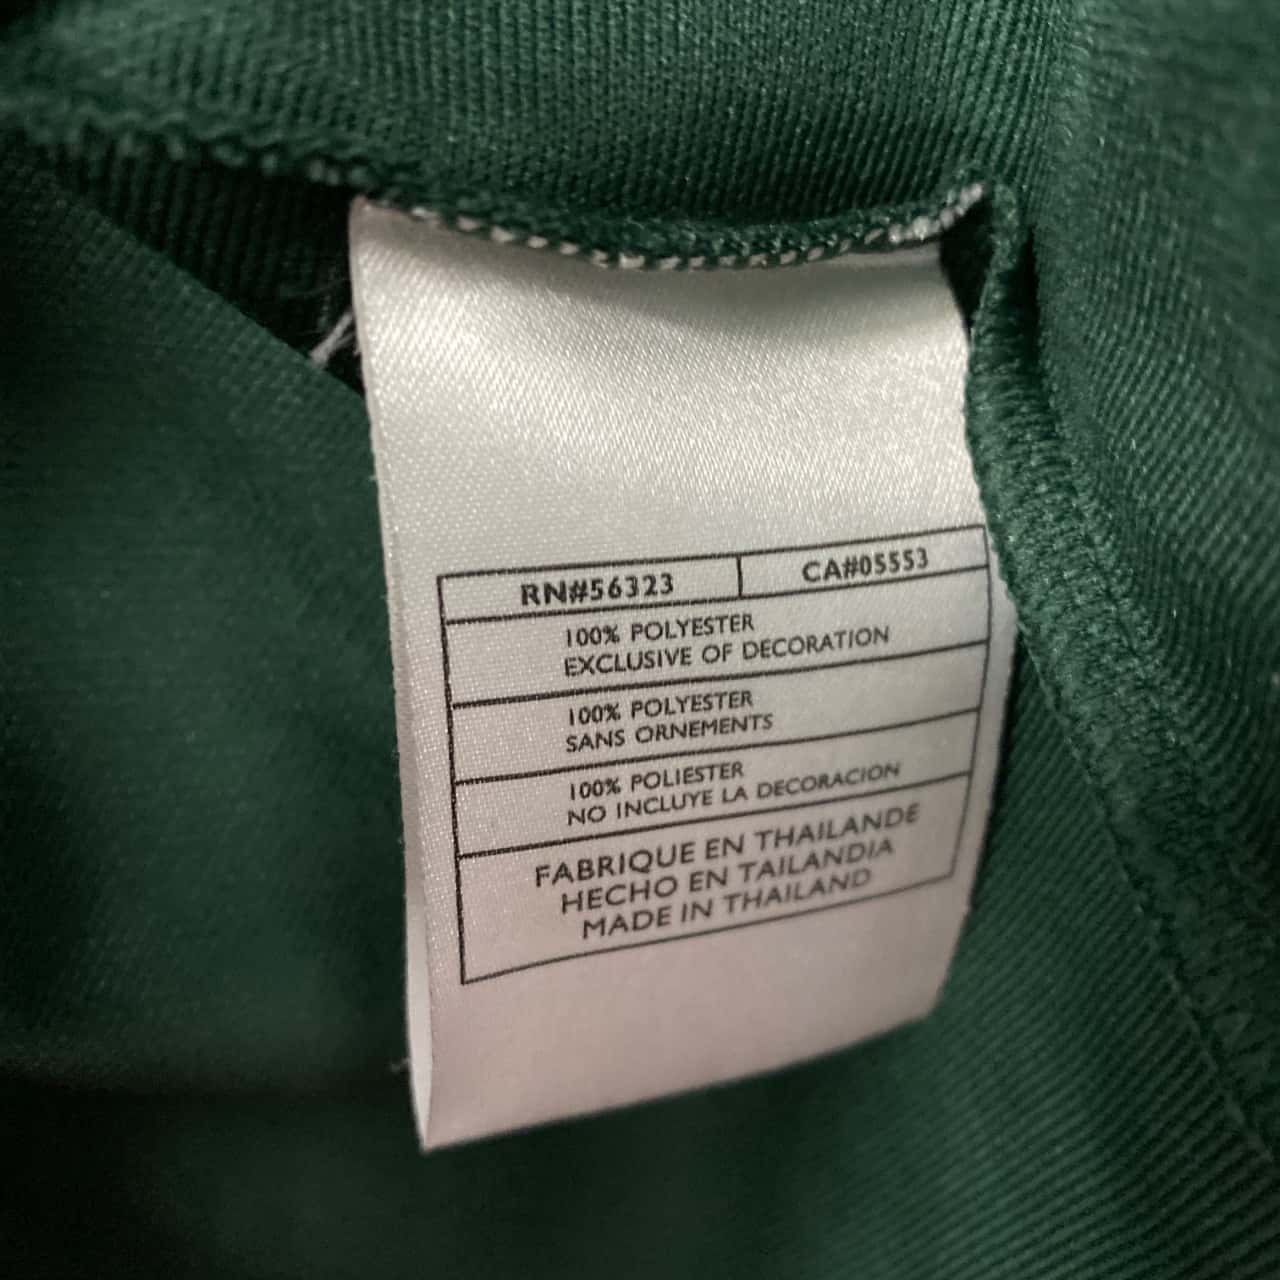 RN#56323 CA#05553
100% POLYESTER
EXCLUSIVE OF DECORATION
100% POLYESTER
SANS ORNEMENTS
100% POLIESTER
NO INCLUYE LA DECORACION
FABRIQUE EN THAILANDE
HECHO EN TAILANDIA
MADE IN THAILAND